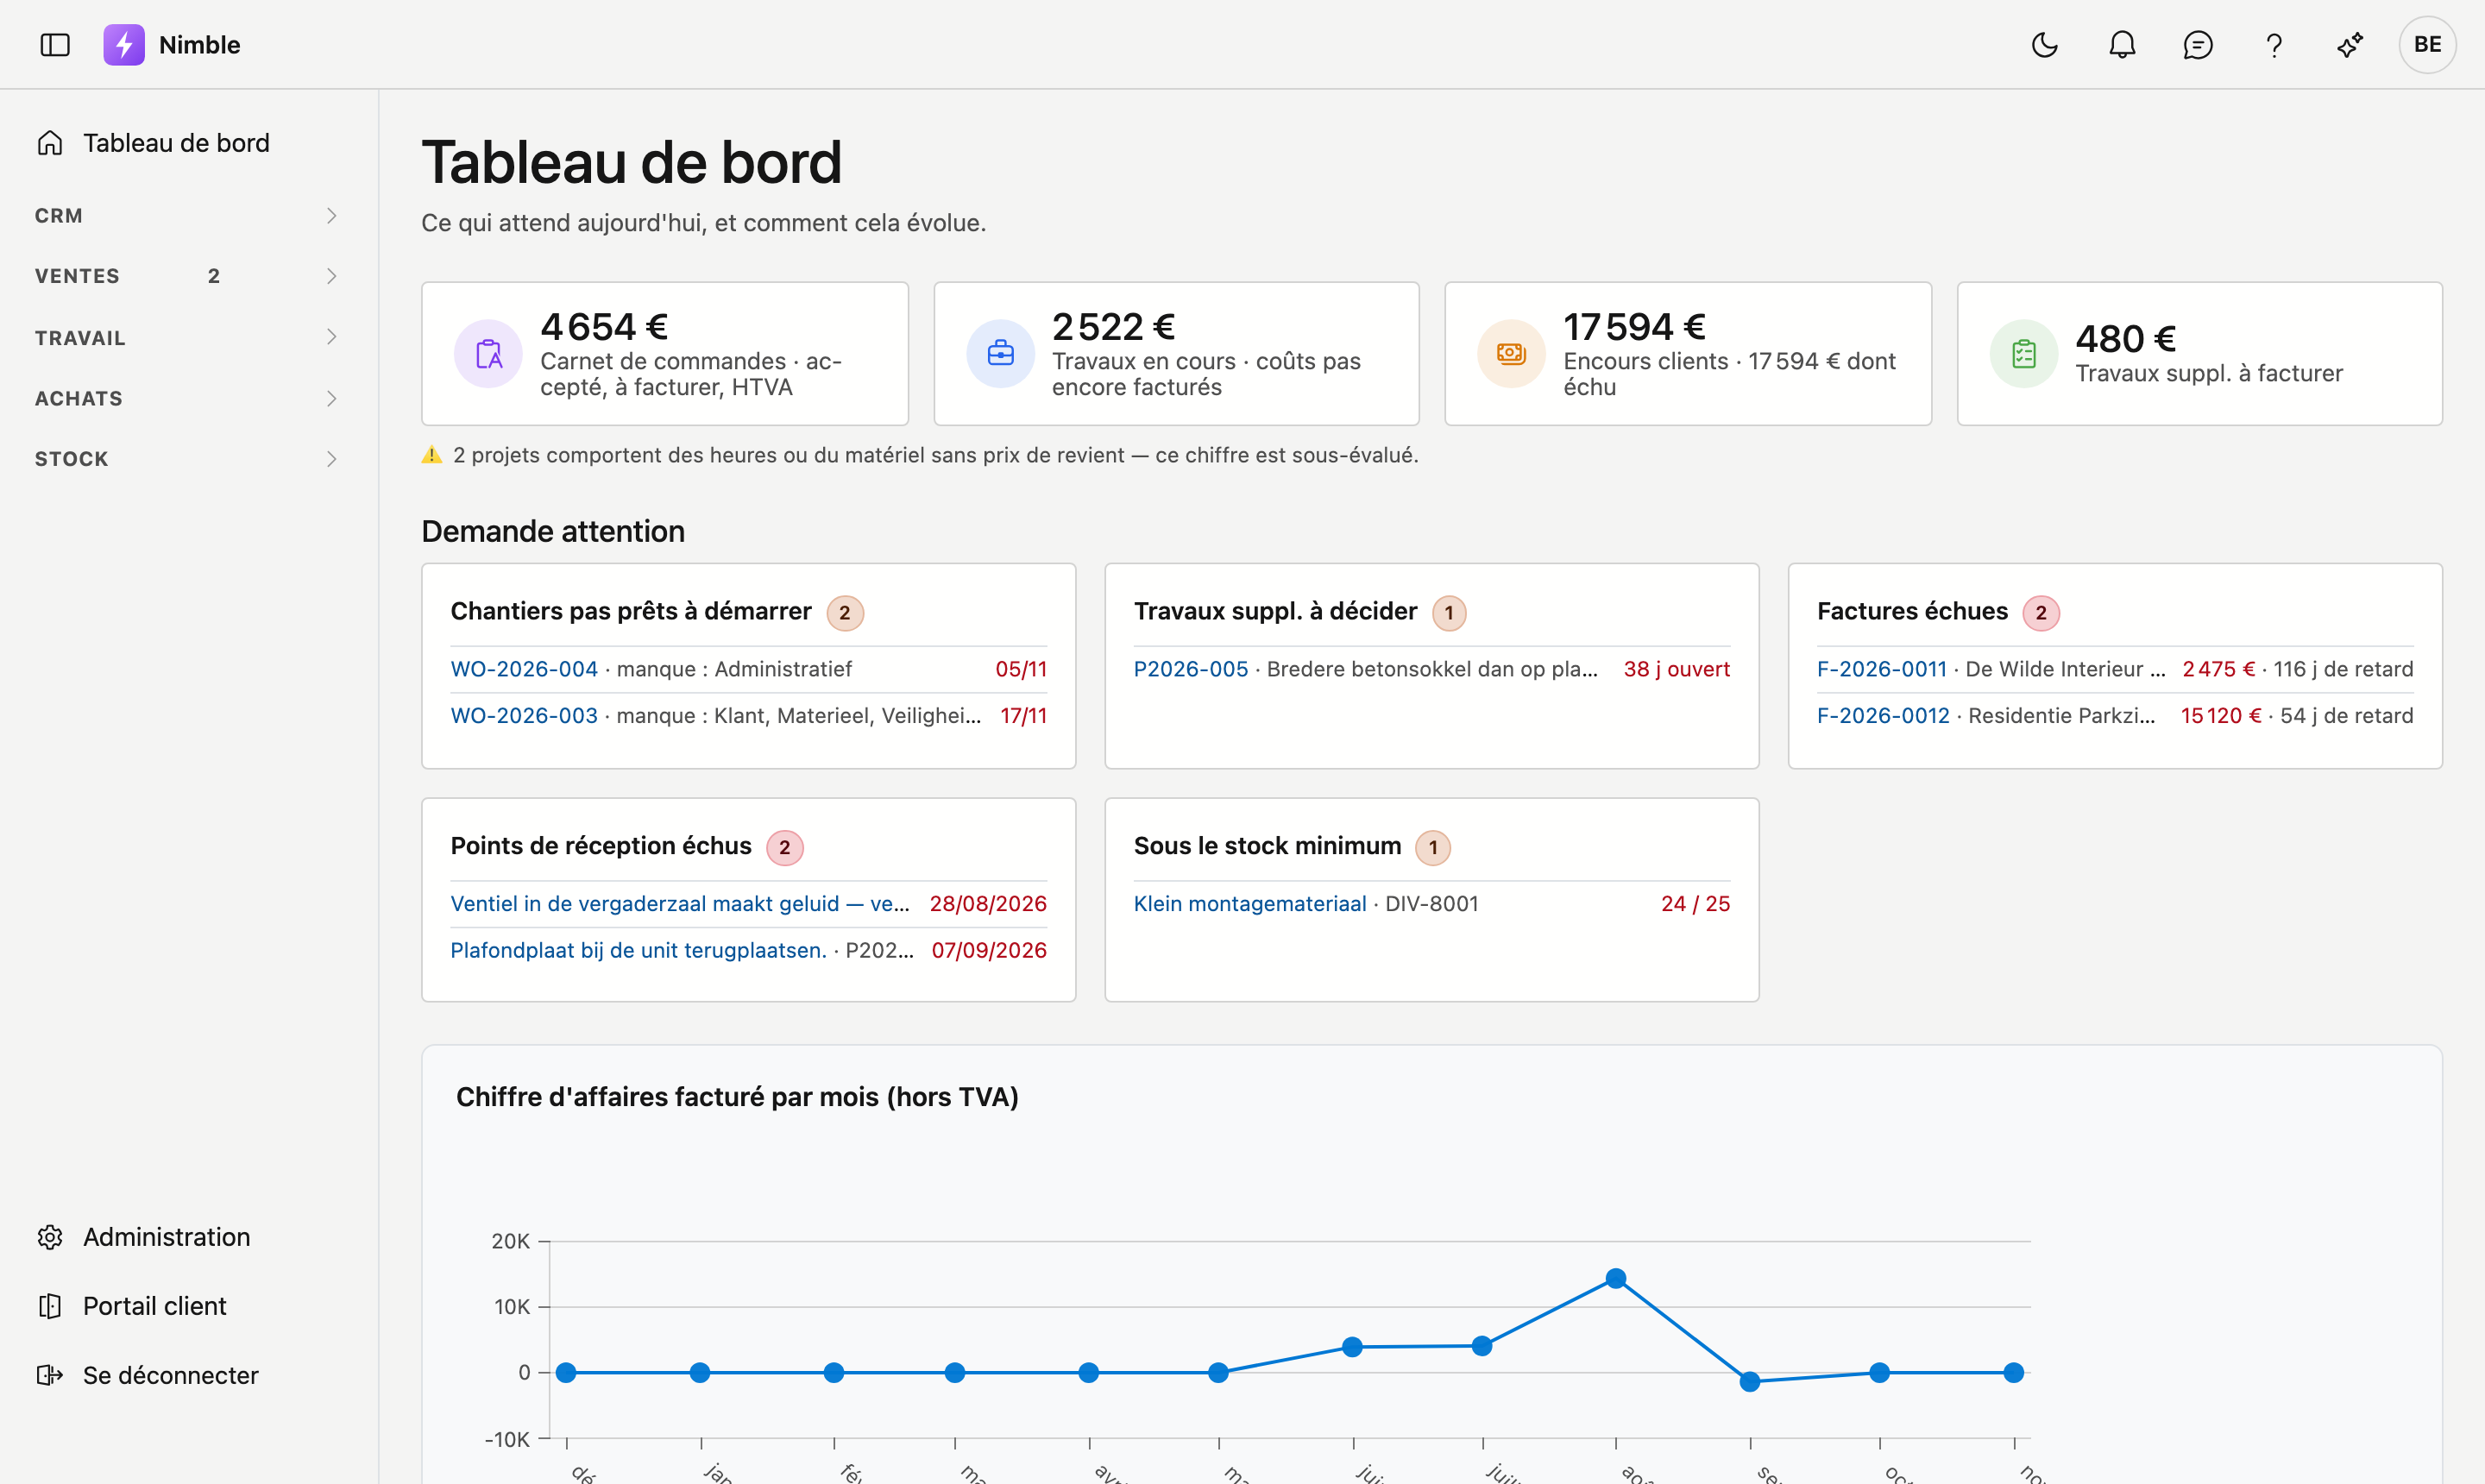 Nimble
BE
Tableau de bord
CRM
VENTES 2
TRAVAIL
ACHATS
STOCK
Administration
Portail client
Se déconnecter
Tableau de bord
Ce qui attend aujourd'hui, et comment cela évolue.
4 654 €
Carnet de commandes · ac-
cepté, à facturer, HTVA
2 522 €
Travaux en cours · coûts pas
encore facturés
17 594 €
Encours clients · 17 594 € dont
échu
480 €
Travaux suppl. à facturer
⚠ 2 projets comportent des heures ou du matériel sans prix de revient — ce chiffre est sous-évalué.
Demande attention
Chantiers pas prêts à démarrer 2
WO-2026-004 · manque : Administratief 05/11
WO-2026-003 · manque : Klant, Materieel, Veilighei... 17/11
Travaux suppl. à décider 1
P2026-005 · Bredere betonsokkel dan op pla... 38 j ouvert
Factures échues 2
F-2026-0011 · De Wilde Interieur ... 2 475 € · 116 j de retard
F-2026-0012 · Residentie Parkzi... 15 120 € · 54 j de retard
Points de réception échus 2
Ventiel in de vergaderzaal maakt geluid — ve... 28/08/2026
Plafondplaat bij de unit terugplaatsen. · P202... 07/09/2026
Sous le stock minimum 1
Klein montagemateriaal · DIV-8001 24 / 25
Chiffre d'affaires facturé par mois (hors TVA)
20K
10K
0
-10K